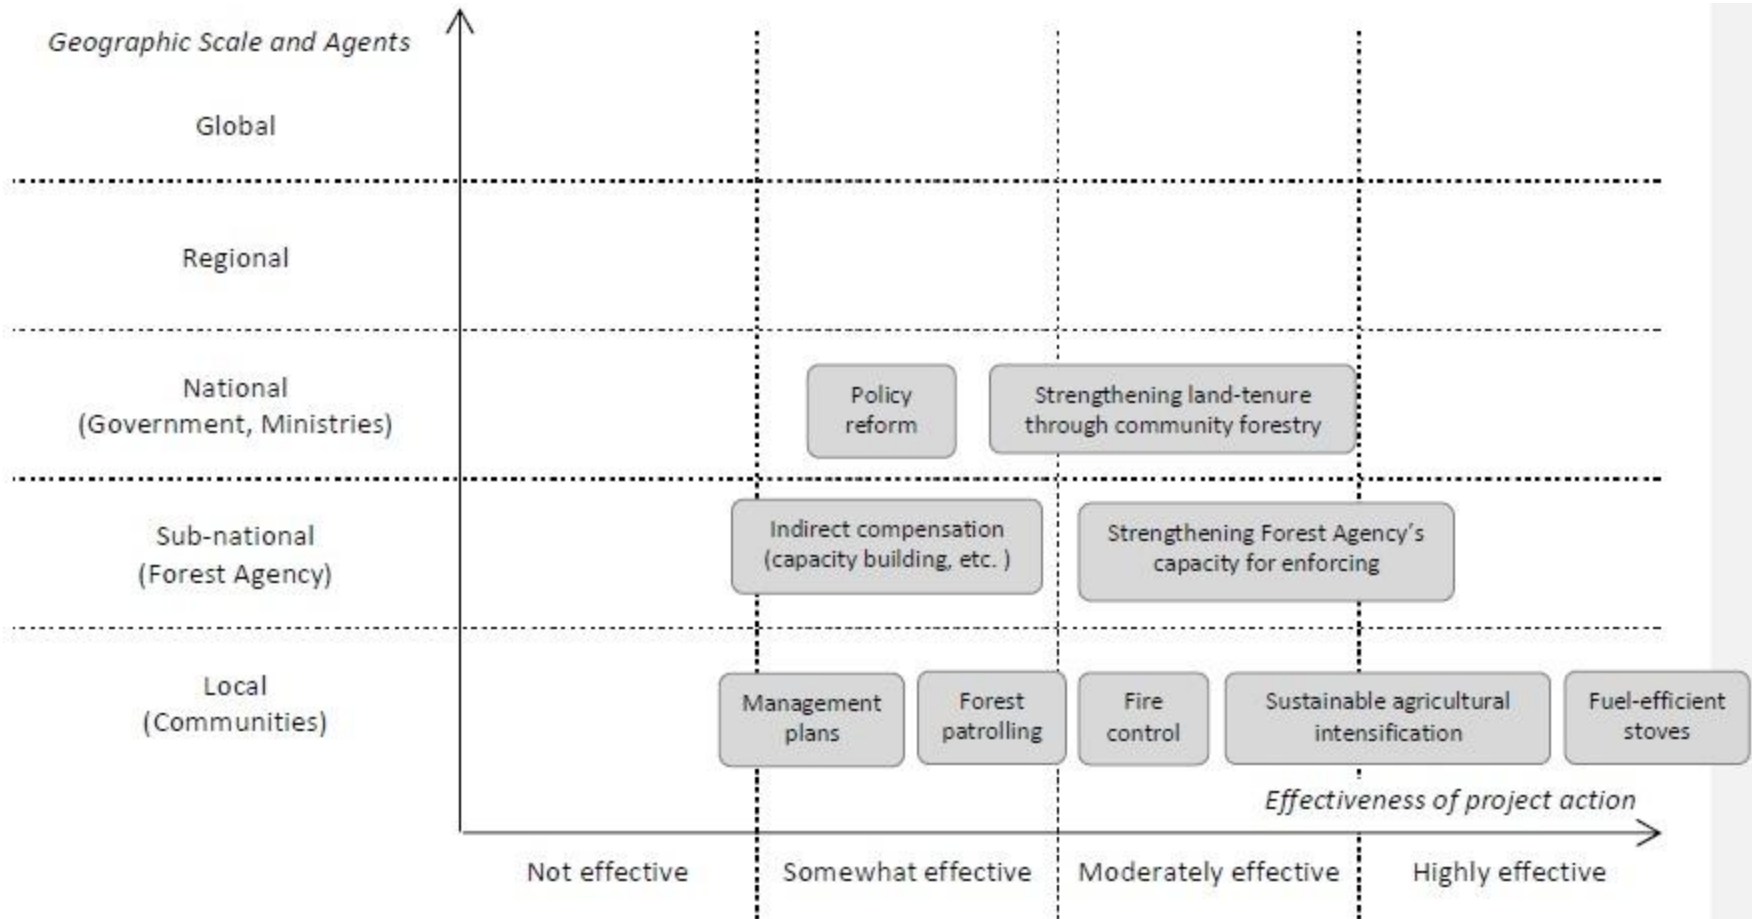 Geographic Scale and Agents
Global
Regional
National
(Government, Ministries)
Policy
reform
Strengthening land-tenure
through community forestry
Sub-national
(Forest Agency)
Indirect compensation
(capacity building, etc. )
Strengthening Forest Agency's
capacity for enforcing
Local
(Communities)
Management
plans
Forest
patrolling
Fire
control
Sustainable agricultural
intensification
Fuel-efficient
stoves
Effectiveness of project action
Not effective
Somewhat effective
Moderately effective
Highly effective